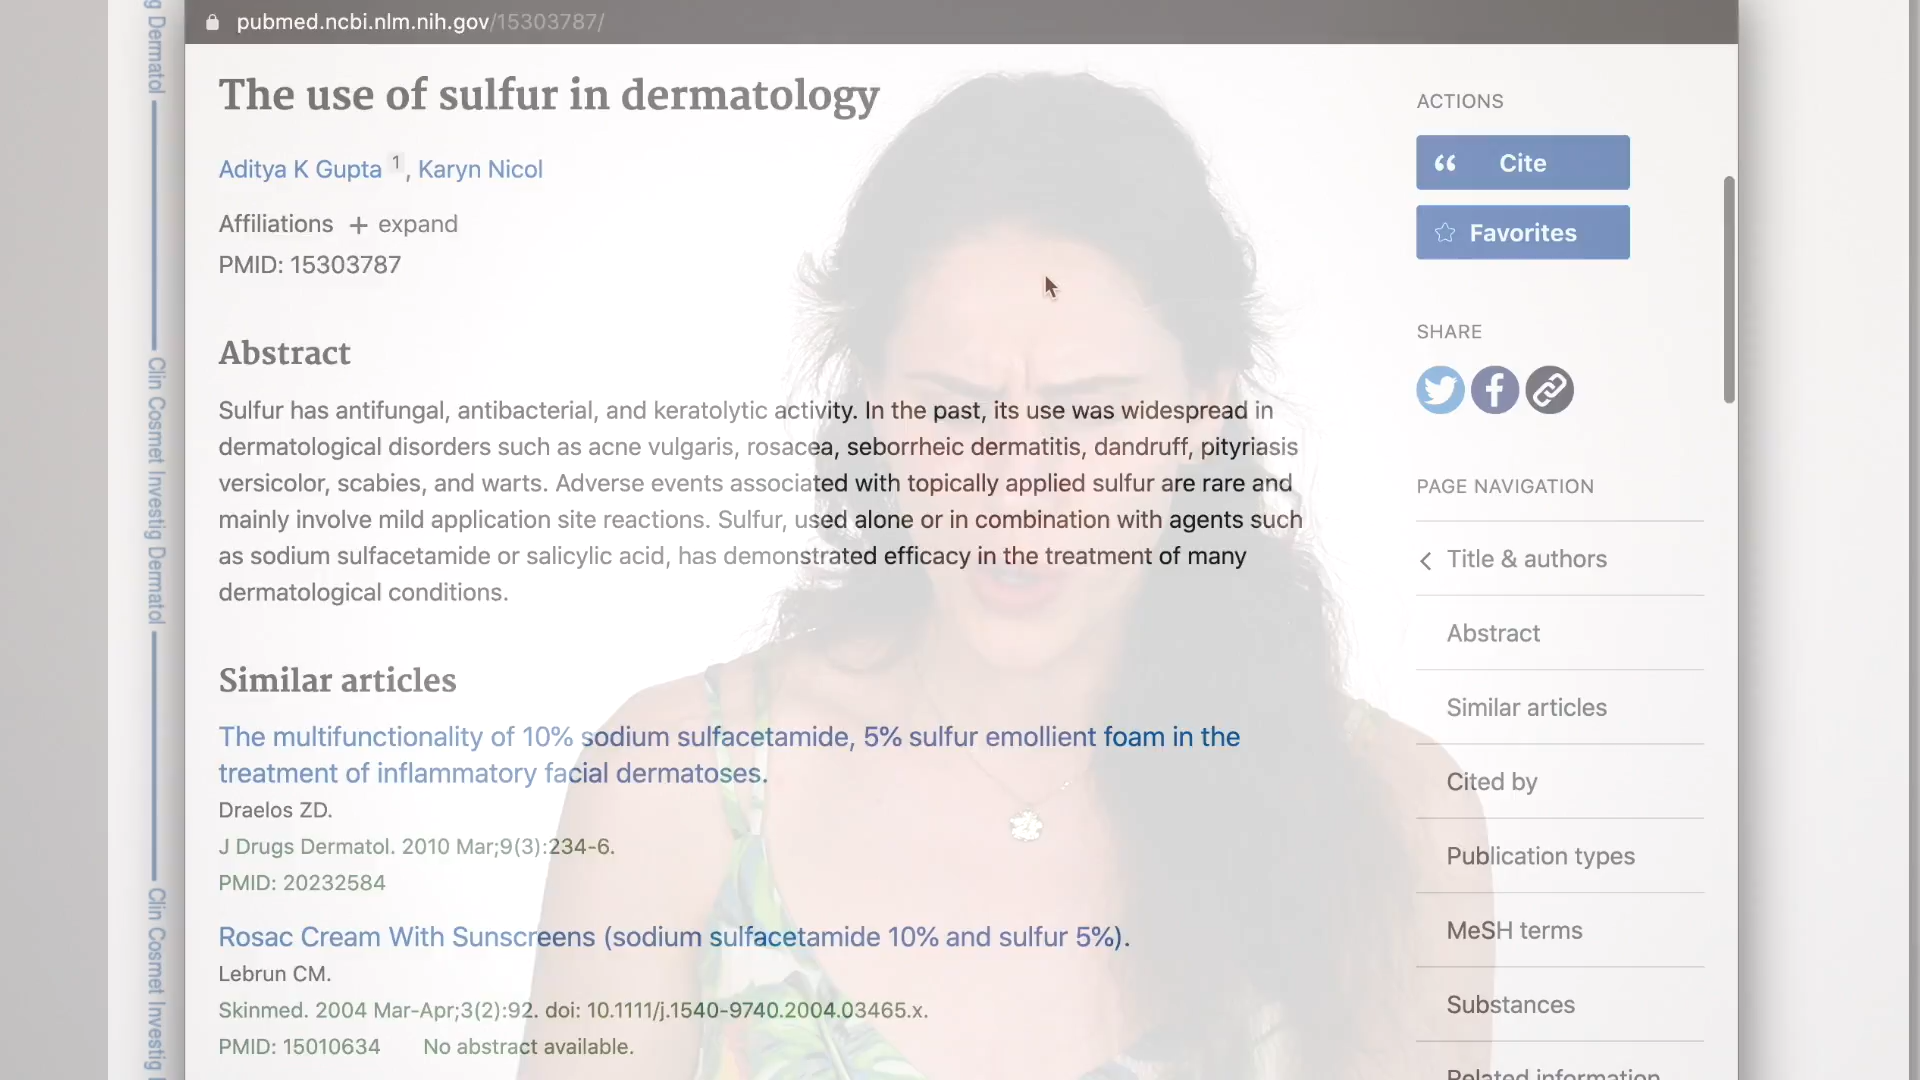 pubmed.ncbi.nlm.nih.gov/15303787/
The use of sulfur in dermatology
Aditya K Gupta 1, Karyn Nicol
Affiliations + expand
PMID: 15303787
Abstract
Sulfur has antifungal, antibacterial, and keratolytic activity. In the past, its use was widespread in
dermatological disorders such as acne vulgaris, rosacea, seborrheic dermatitis, dandruff, pityriasis
versicolor, scabies, and warts. Adverse events associated with topically applied sulfur are rare and
mainly involve mild application site reactions. Sulfur, used alone or in combination with agents such
as sodium sulfacetamide or salicylic acid, has demonstrated efficacy in the treatment of many
dermatological conditions.
Similar articles
The multifunctionality of 10% sodium sulfacetamide, 5% sulfur emollient foam in the
treatment of inflammatory facial dermatoses.
Draelos ZD.
J Drugs Dermatol. 2010 Mar;9(3):234-6.
PMID: 20232584
Rosac Cream With Sunscreens (sodium sulfacetamide 10% and sulfur 5%).
Lebrun CM.
Skinmed. 2004 Mar-Apr;3(2):92. doi: 10.1111/j.1540-9740.2004.03465.x.
PMID: 15010634 No abstract available.
ACTIONS
Cite
Favorites
SHARE
PAGE NAVIGATION
Title & authors
Abstract
Similar articles
Cited by
Publication types
MeSH terms
Substances
Related information
g Dermatol
Clin Cosmet Investig Dermatol
Clin Cosmet Investig